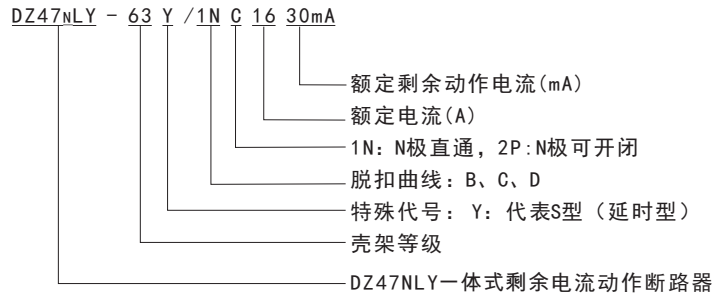 DZ47NLY - 63 Y /1N C 16 30mA
额定剩余动作电流(mA)
额定电流(A)
1N: N极直通，2P:N极可开闭
脱扣曲线：B、C、D
特殊代号：Y：代表S型（延时型）
壳架等级
DZ47NLY一体式剩余电流动作断路器